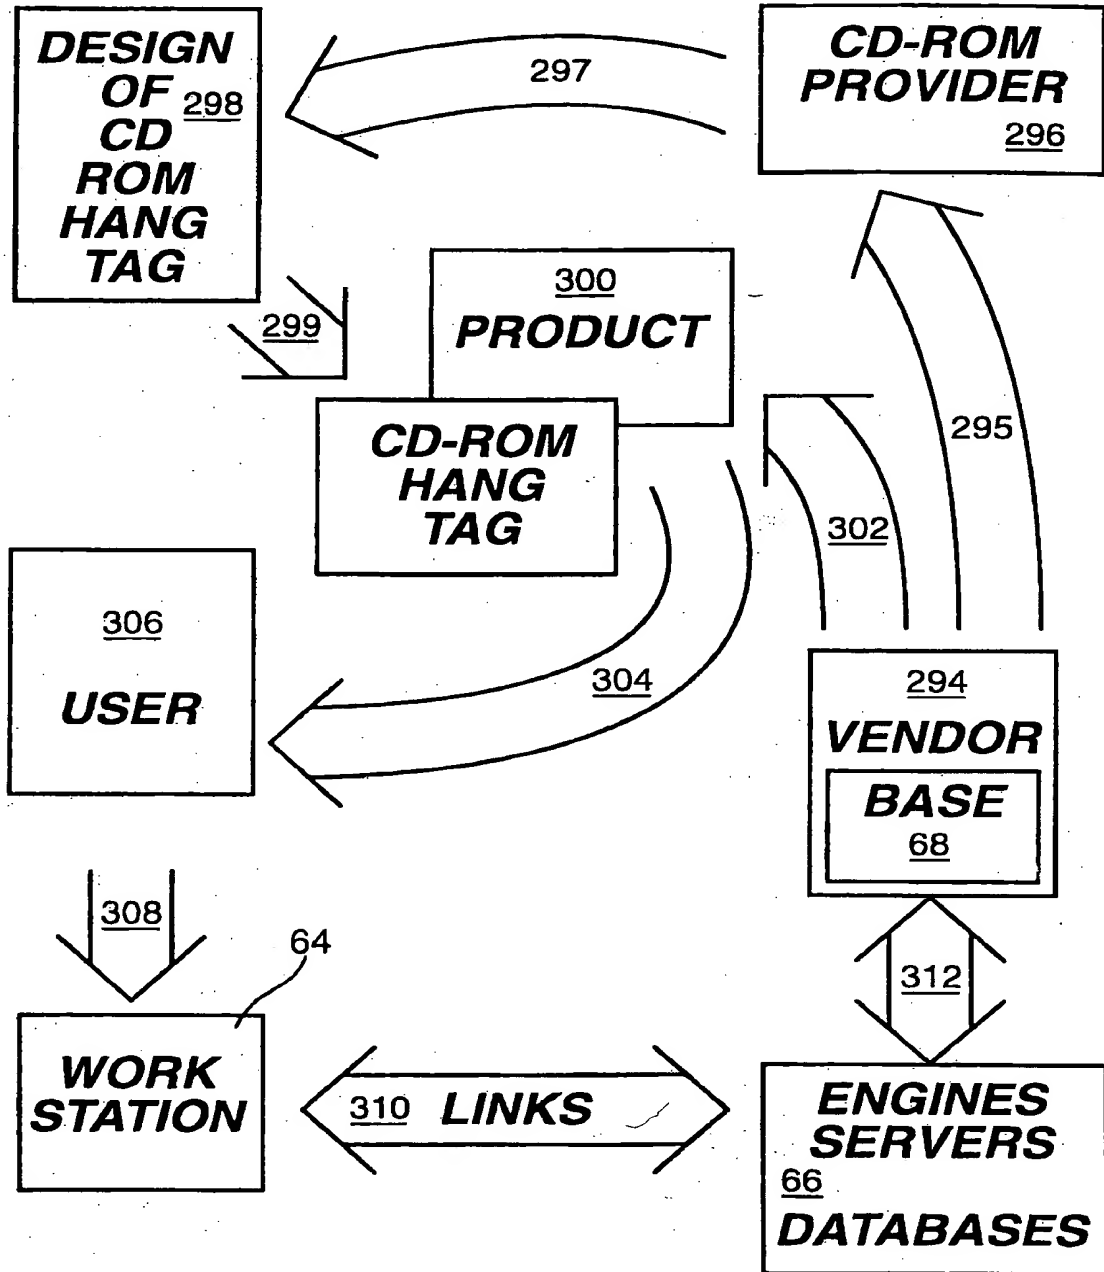 DESIGN
OF 298
CD
ROM
HANG
TAG
297
CD-ROM
PROVIDER
296
299
300
PRODUCT
CD-ROM
HANG
TAG
295
302
304
306
USER
294
VENDOR
BASE
68
308
64
312
WORK
STATION
310 LINKS
ENGINES
SERVERS
66
DATABASES